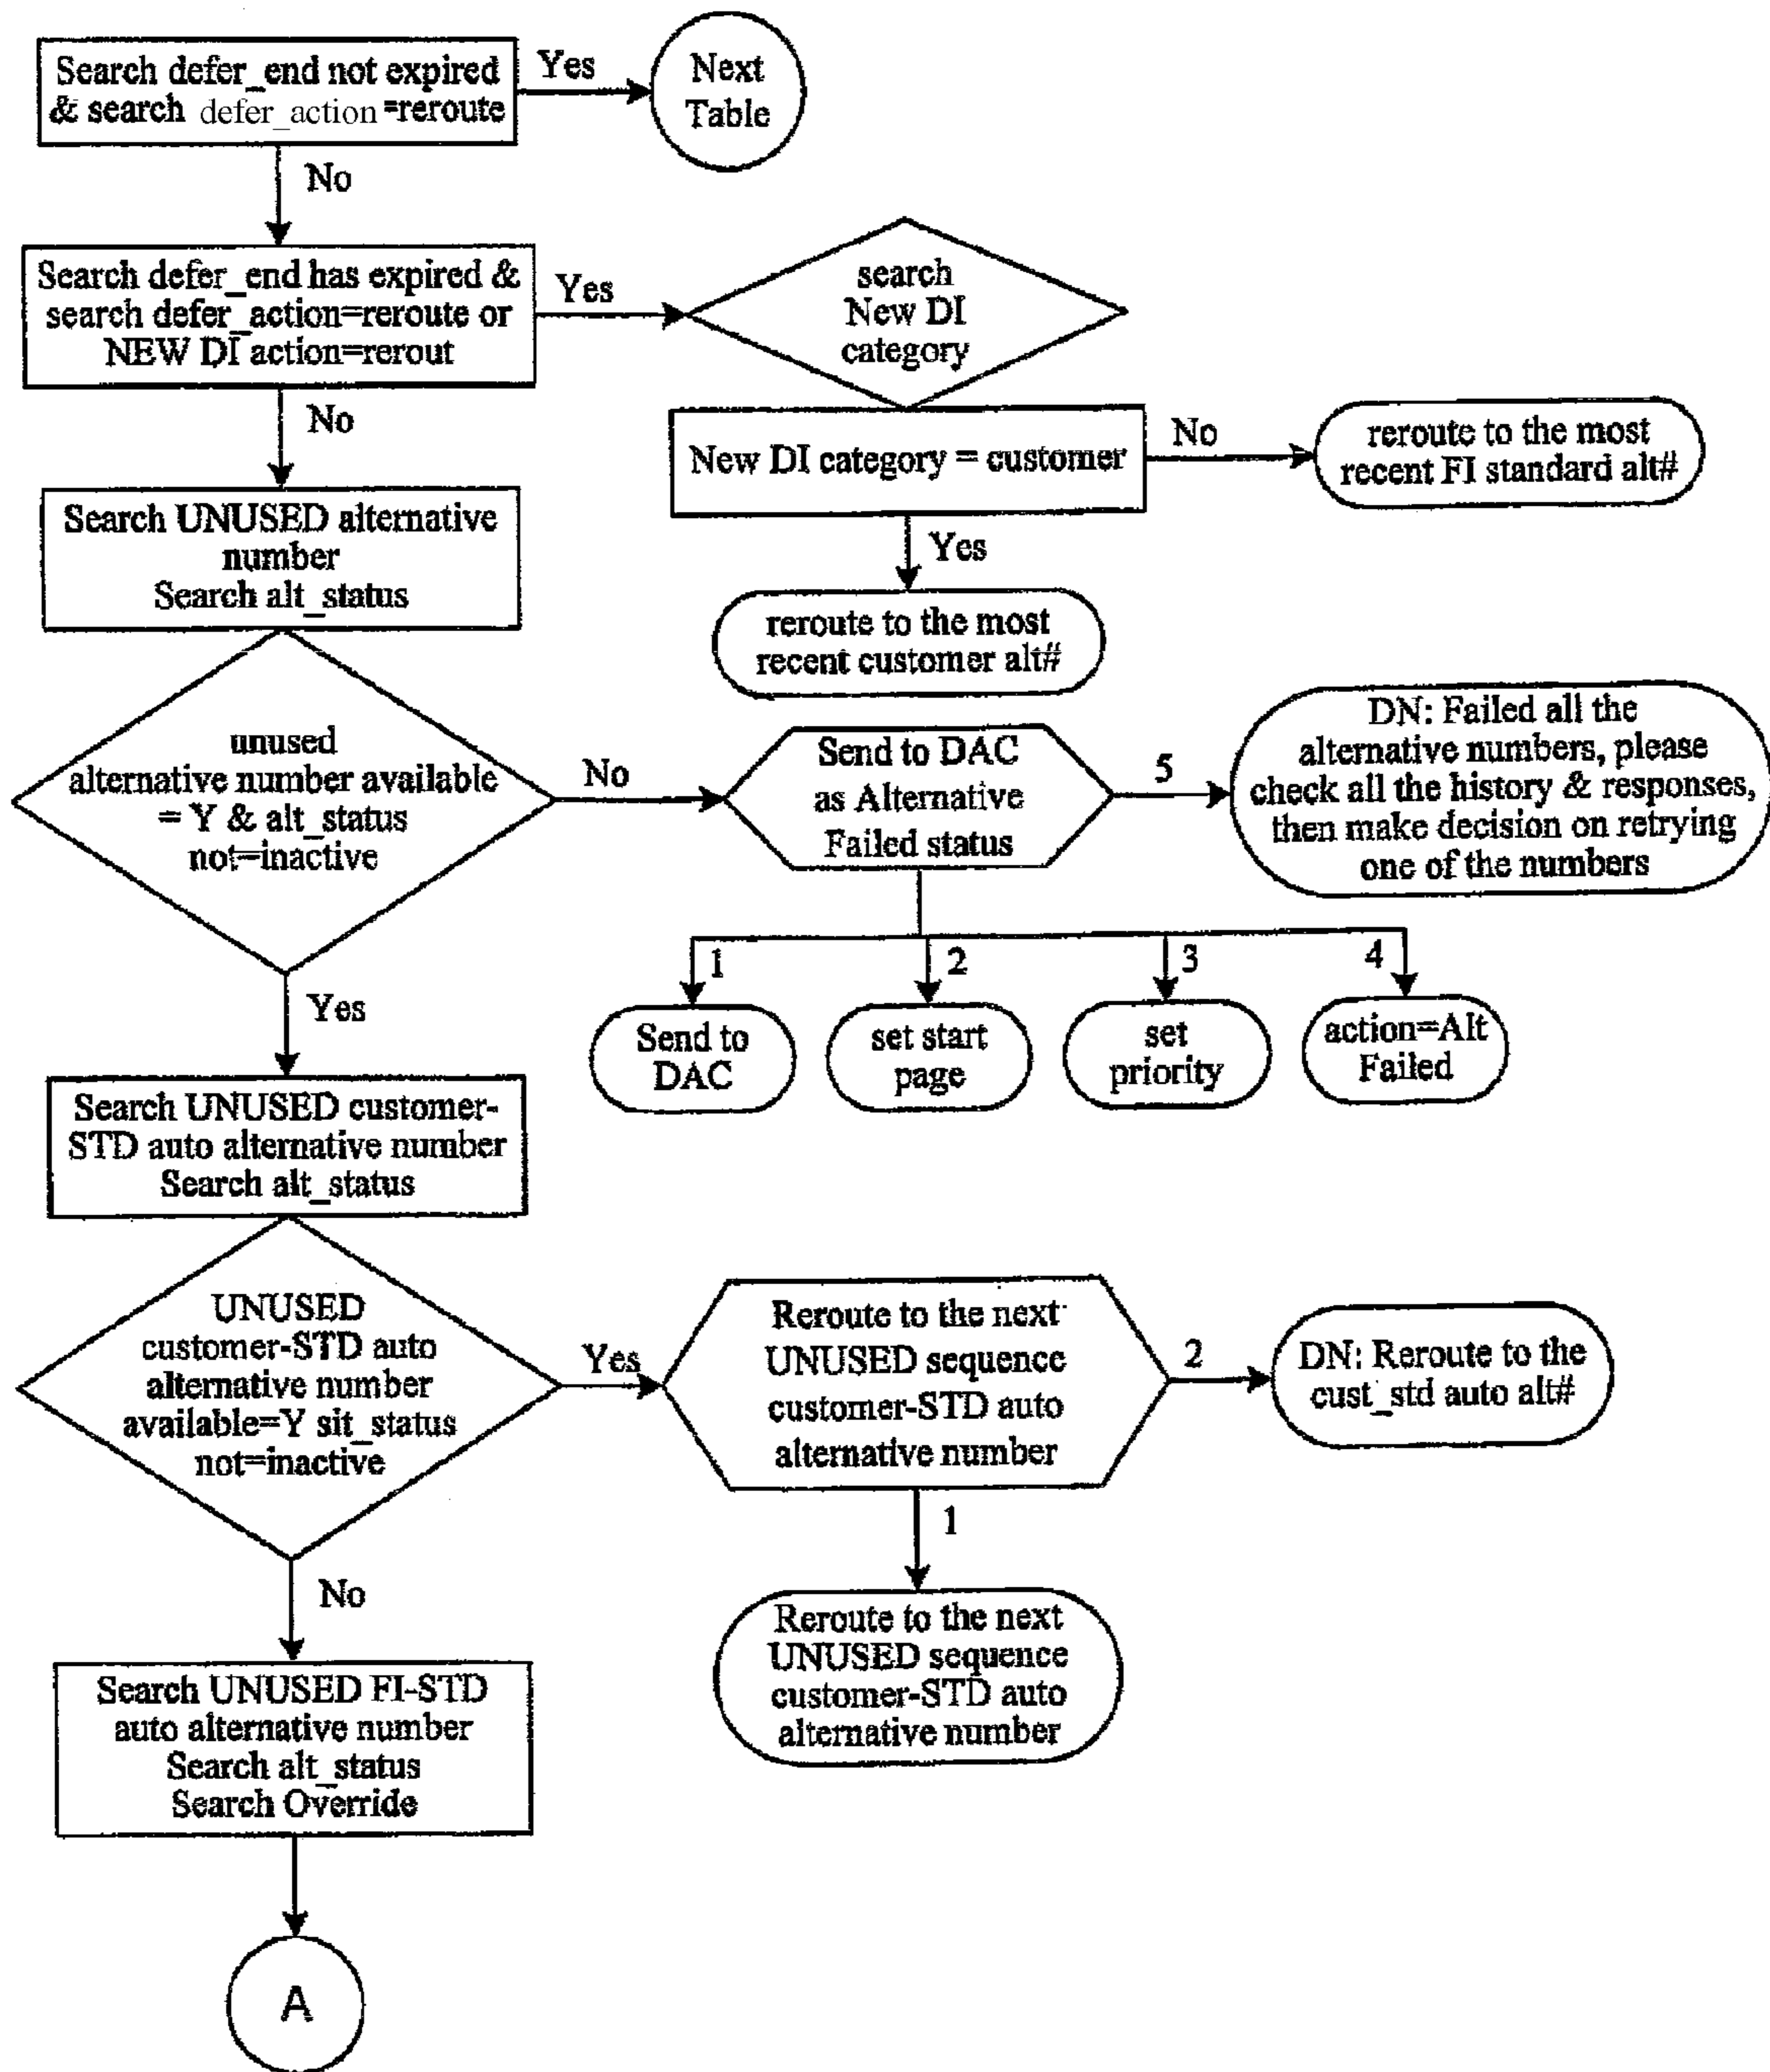 Search defer_end not expired
& search defer_action =reroute
Yes
Next
Table
No
Search defer_end has expired &
search defer_action=reroute or
NEW DI action=rerout
Yes
search
New DI
category
No
New DI category = customer
No
reroute to the most
recent FI standard alt#
Yes
reroute to the most
recent customer alt#
Search UNUSED alternative
number
Search alt_status
unused
alternative number available
= Y & alt_status
not=inactive
No
Send to DAC
as Alternative
Failed status
5
DN: Failed all the
alternative numbers, please
check all the history & responses,
then make decision on retrying
one of the numbers
1
2
3
4
Send to
DAC
set start
page
set
priority
action=Alt
Failed
Yes
Search UNUSED customer-
STD auto alternative number
Search alt_status
UNUSED
customer-STD auto
alternative number
available=Y sit_status
not=inactive
Yes
Reroute to the next
UNUSED sequence
customer-STD auto
alternative number
2
DN: Reroute to the
cust_std auto alt#
1
Reroute to the next
UNUSED sequence
customer-STD auto
alternative number
No
Search UNUSED FI-STD
auto alternative number
Search alt_status
Search Override
A